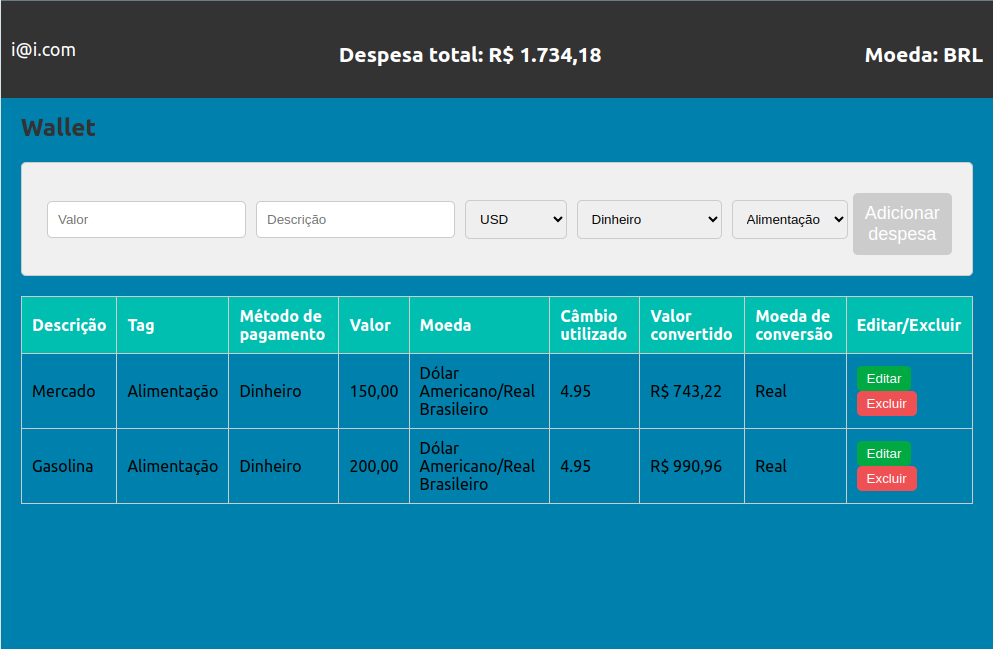 i@i.com
Despesa total: R$ 1.734,18
Moeda: BRL
Wallet
Valor
Descrição
USD
Dinheiro
Alimentação
Adicionar
despesa
Descrição
Tag
Método de
pagamento
Valor
Moeda
Câmbio
utilizado
Valor
convertido
Moeda de
conversão
Editar/Excluir
Mercado
Alimentação
Dinheiro
150,00
Dólar
Americano/Real
Brasileiro
4.95
R$ 743,22
Real
Editar
Excluir
Gasolina
Alimentação
Dinheiro
200,00
Dólar
Americano/Real
Brasileiro
4.95
R$ 990,96
Real
Editar
Excluir